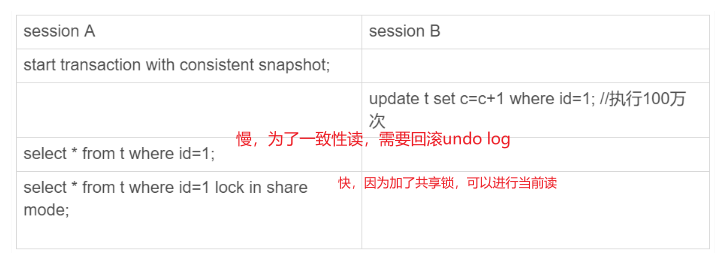 session A
session B
start transaction with consistent snapshot;
update t set c=c+1 where id=1; //执行100万
次
慢，为了一致性读，需要回滚undo log
select * from t where id=1;
select * from t where id=1 lock in share
mode;
快，因为加了共享锁，可以进行当前读